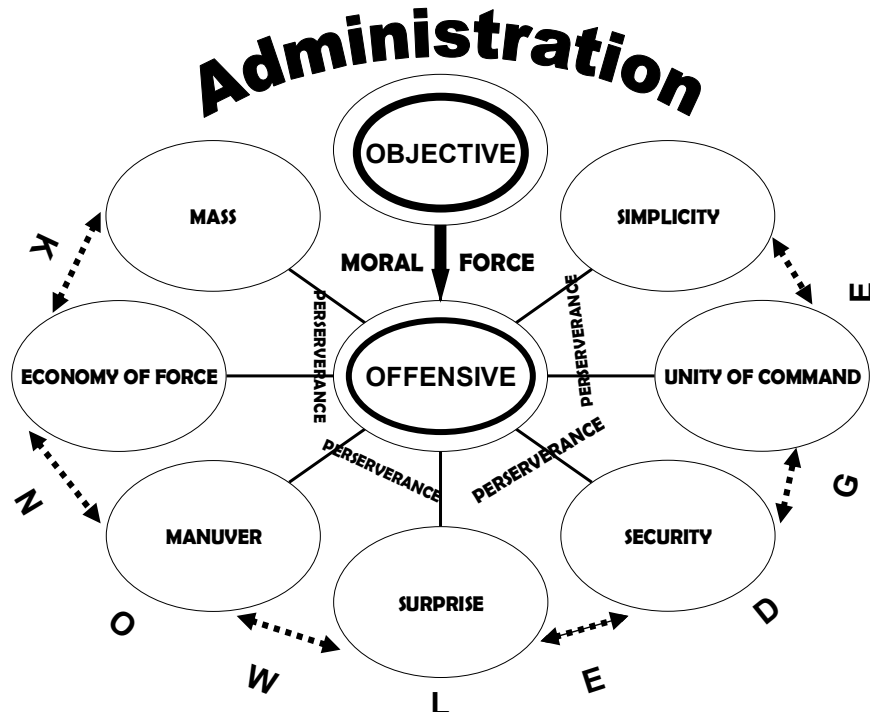 Administration
OBJECTIVE
MASS
SIMPLICITY
MORAL FORCE
PERSERVERANCE
PERSERVERANCE
ECONOMY OF FORCE
OFFENSIVE
UNITY OF COMMAND
PERSERVERANCE
PERSERVERANCE
MANUVER
SECURITY
SURPRISE
K
N
O
W
L
E
D
G
E